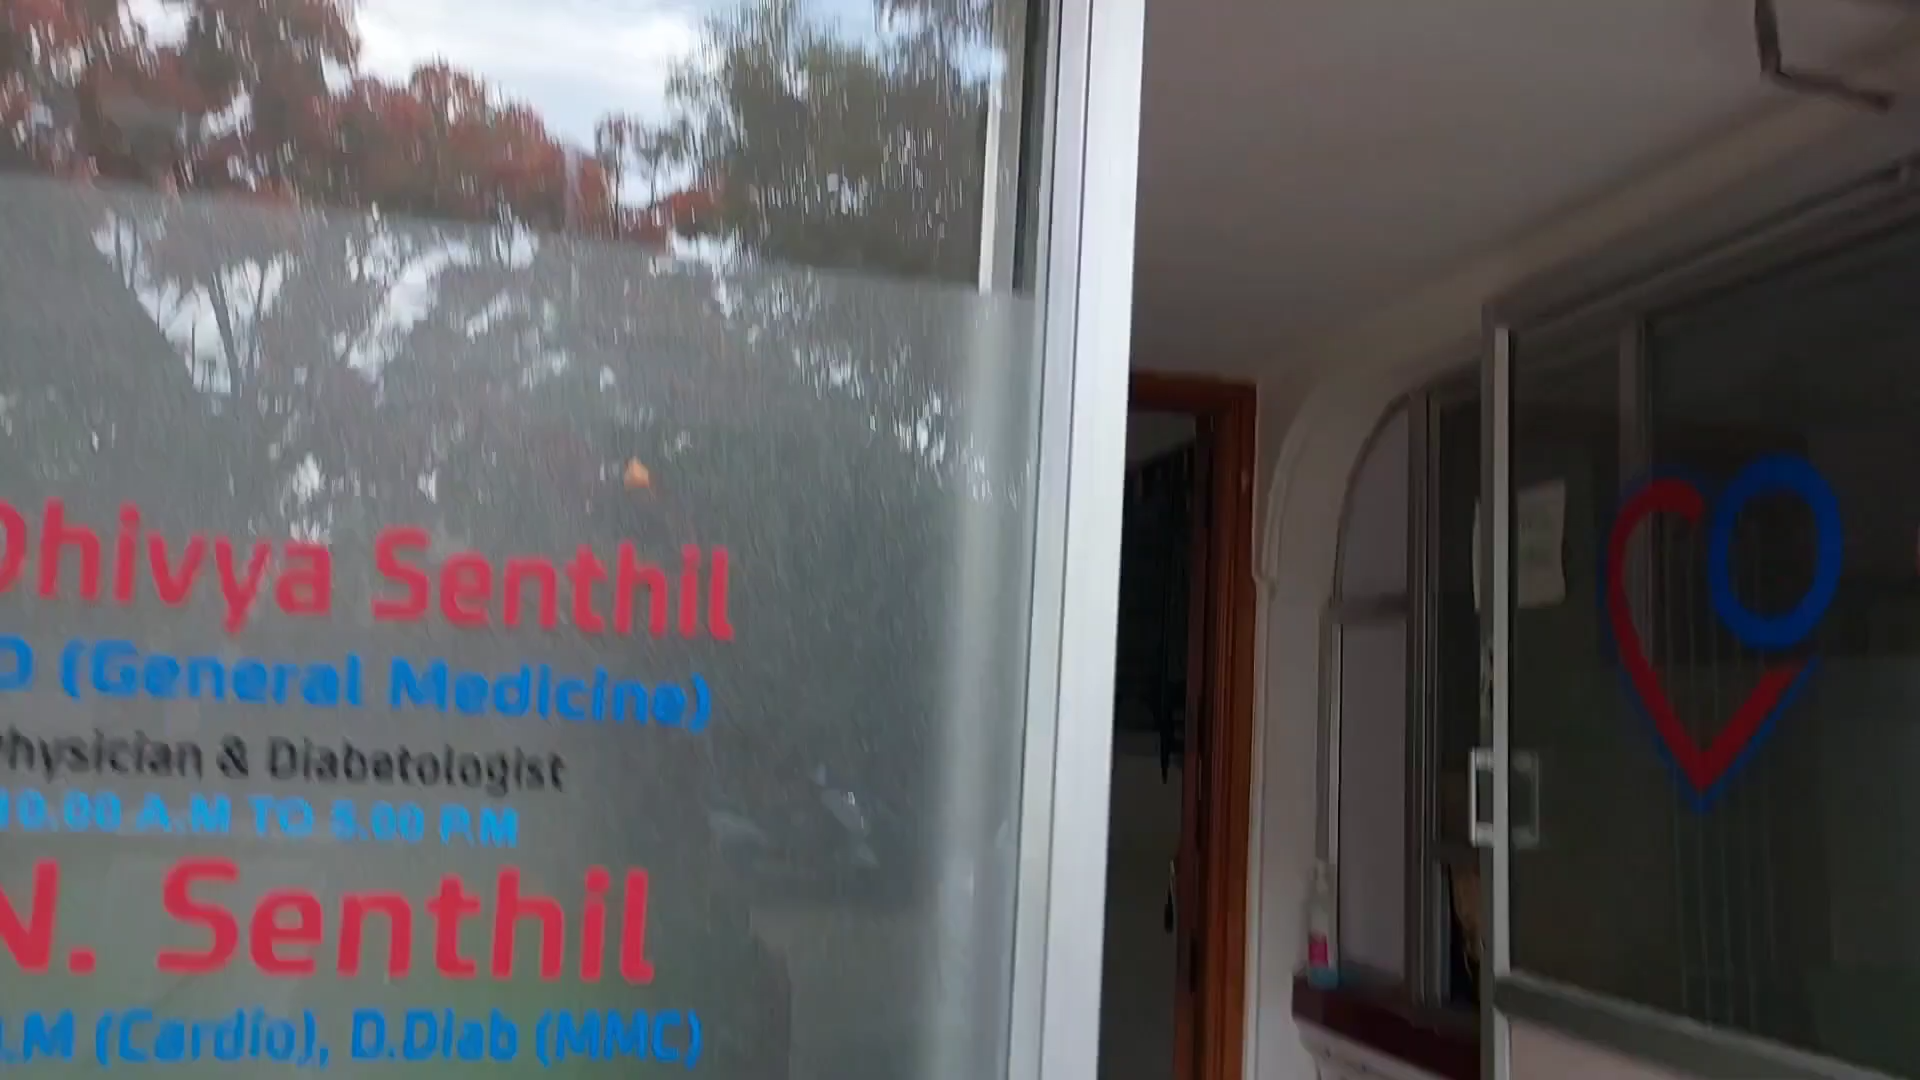 Dhivya Senthil
D (General Medicine)
Physician & Diabetologist
10.00 A.M TO 5.00 P.M
N. Senthil
.M (Cardio), D.Diab (MMC)